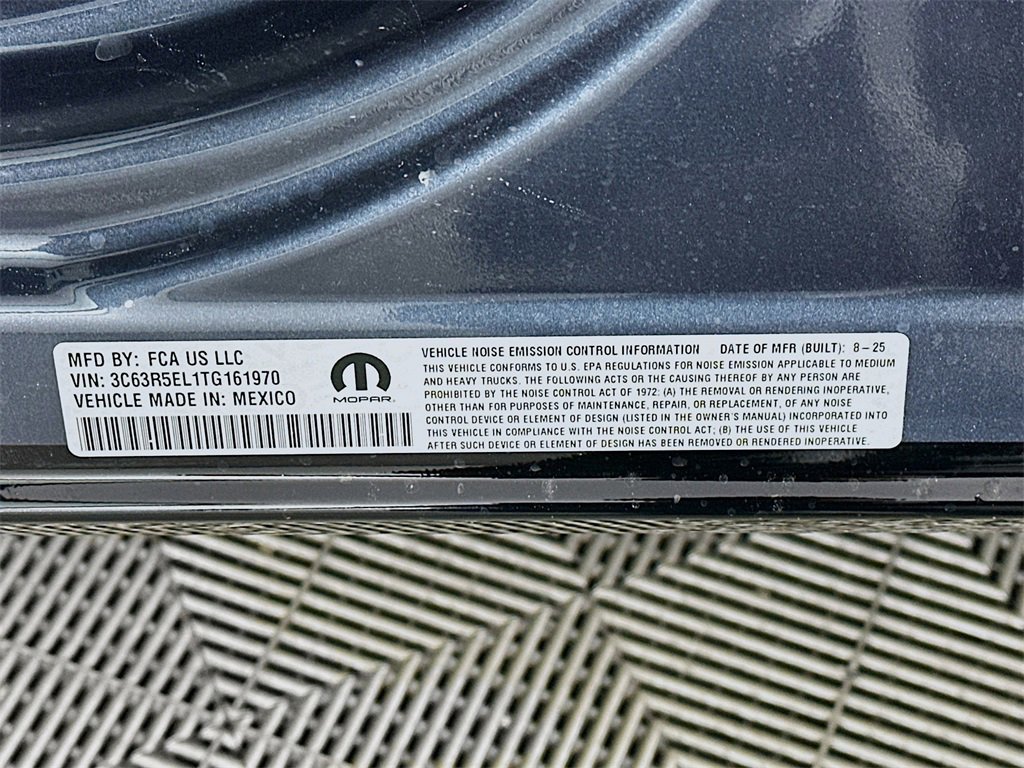 MFD BY: FCA US LLC
VIN: 3C63R5EL1TG161970
VEHICLE MADE IN: MEXICO
MOPAR
VEHICLE NOISE EMISSION CONTROL INFORMATION DATE OF MFR (BUILT): 8-25
THIS VEHICLE CONFORMS TO U.S. EPA REGULATIONS FOR NOISE EMISSION APPLICABLE TO MEDIUM
AND HEAVY TRUCKS. THE FOLLOWING ACTS OR THE CAUSING THEREOF BY ANY PERSON ARE
PROHIBITED BY THE NOISE CONTROL ACT OF 1972: (A) THE REMOVAL OR RENDERING INOPERATIVE,
OTHER THAN FOR PURPOSES OF MAINTENANCE, REPAIR, OR REPLACEMENT, OF ANY NOISE
CONTROL DEVICE OR ELEMENT OF DESIGN (LISTED IN THE OWNER'S MANUAL) INCORPORATED INTO
THIS VEHICLE IN COMPLIANCE WITH THE NOISE CONTROL ACT; (B) THE USE OF THIS VEHICLE
AFTER SUCH DEVICE OR ELEMENT OF DESIGN HAS BEEN REMOVED OR RENDERED INOPERATIVE.